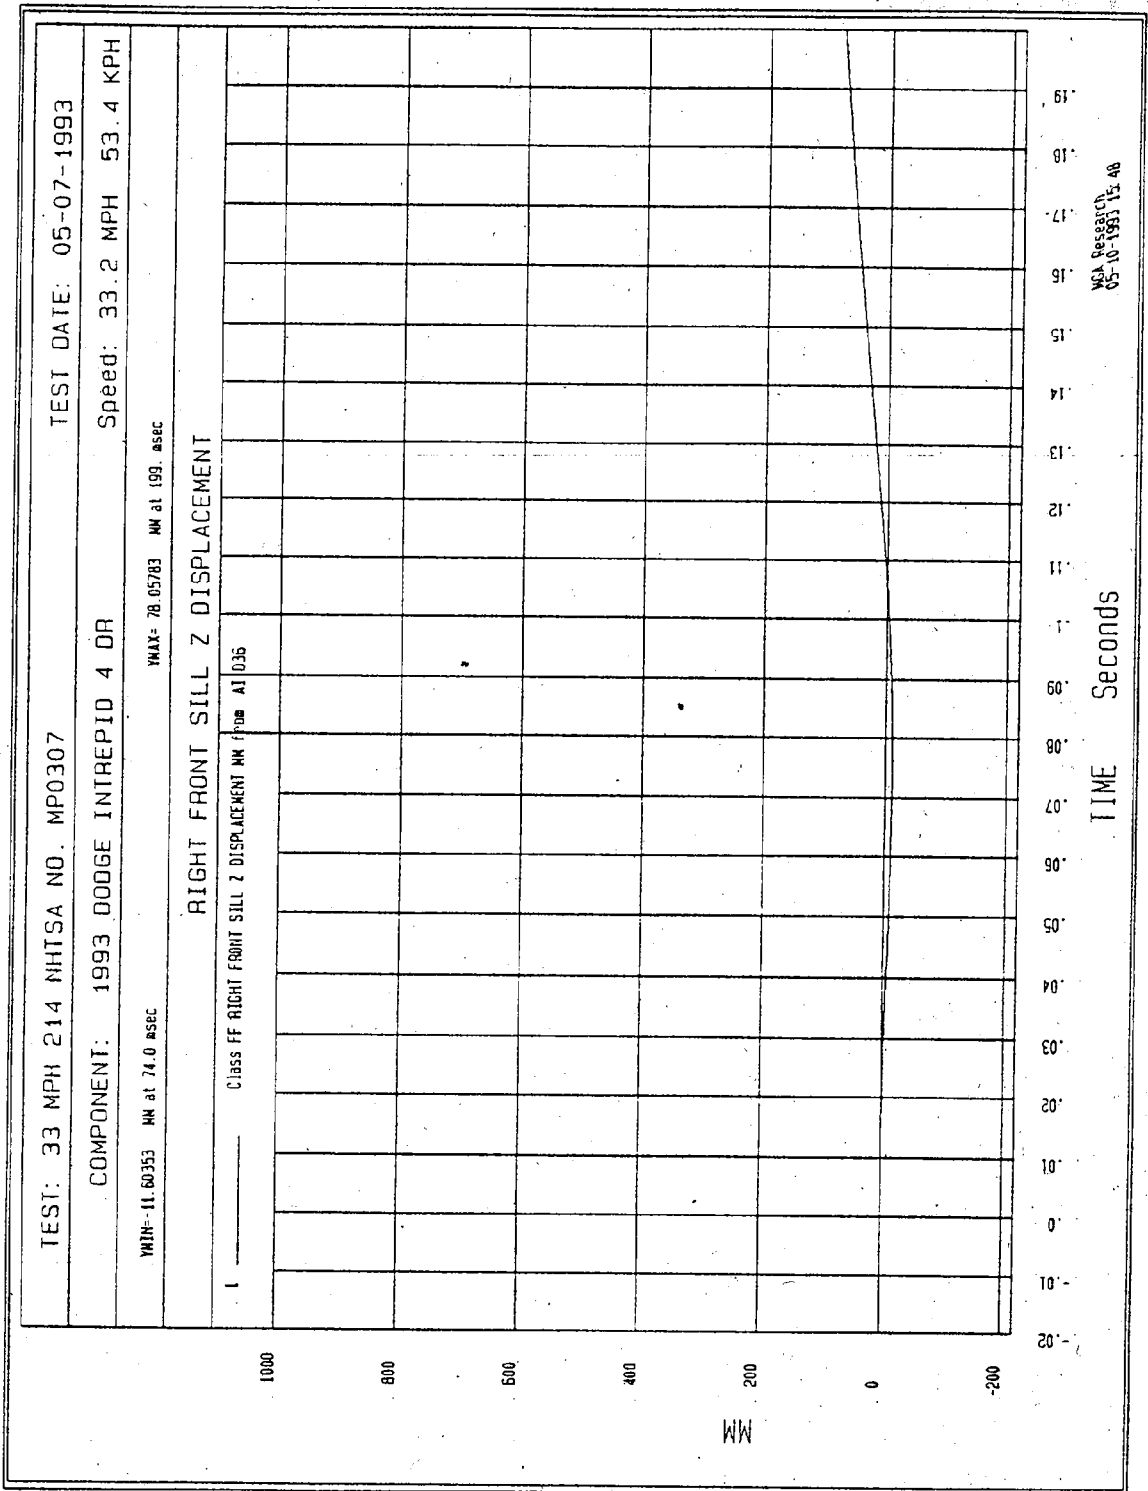 TEST: 33 MPH 214 NHTSA NO. MP0307 TEST DATE: 05-07-1993
COMPONENT: 1993 DODGE INTREPID 4 DR Speed: 33.2 MPH 53.4 KPH
YMIN=-11.60353 MM at 74.0 msec YMAX= 78.05783 MM at 199. msec
RIGHT FRONT SILL Z DISPLACEMENT
1 Class FF RIGHT FRONT SILL Z DISPLACEMENT MM from AI 036
1000
800
600
400
200
0
-200
MM
-.02 -.01 0. .01 .02 .03 .04 .05 .06 .07 .08 .09 .1 .11 .12 .13 .14 .15 .16 .17 .18 .19
TIME Seconds
MGA Research
05-10-1993 15:48